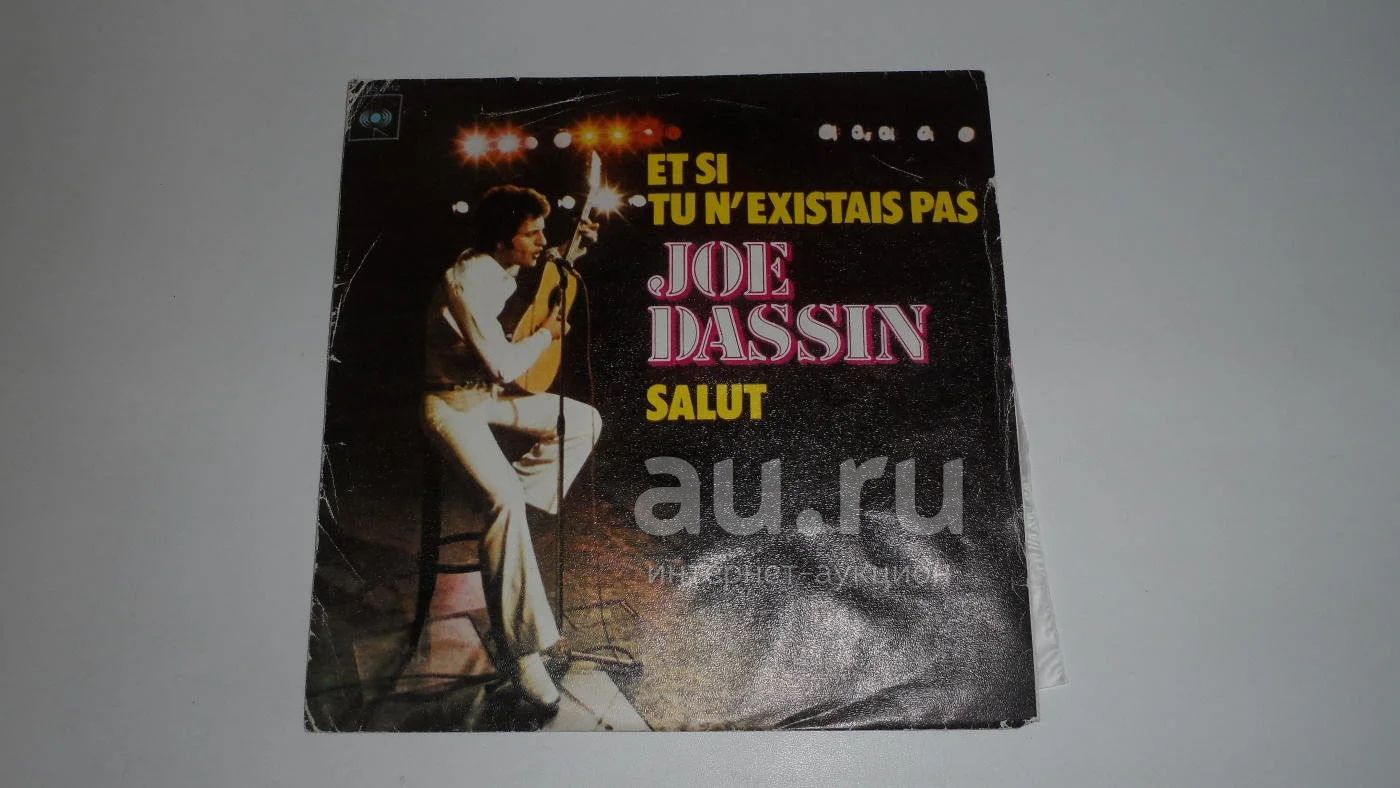 ET SI
TU N'EXISTAIS PAS
JOE
DASSIN
SALUT
au.ru
интернет-аукцион